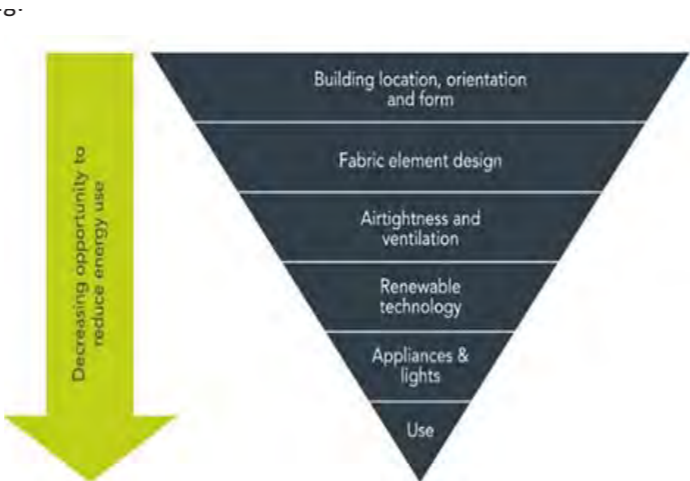 Decreasing opportunity to
reduce energy use
Building location, orientation
and form
Fabric element design
Airtightness and
ventilation
Renewable
technology
Appliances &
lights
Use